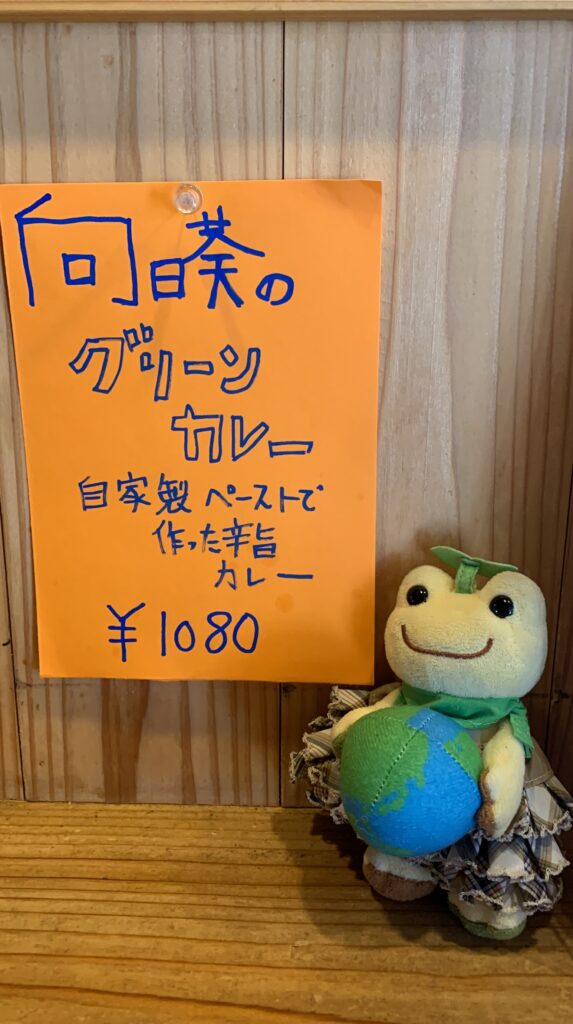 向日葵の
グリーン
カレー
自家製ペーストで
作った辛旨
カレー
¥1080